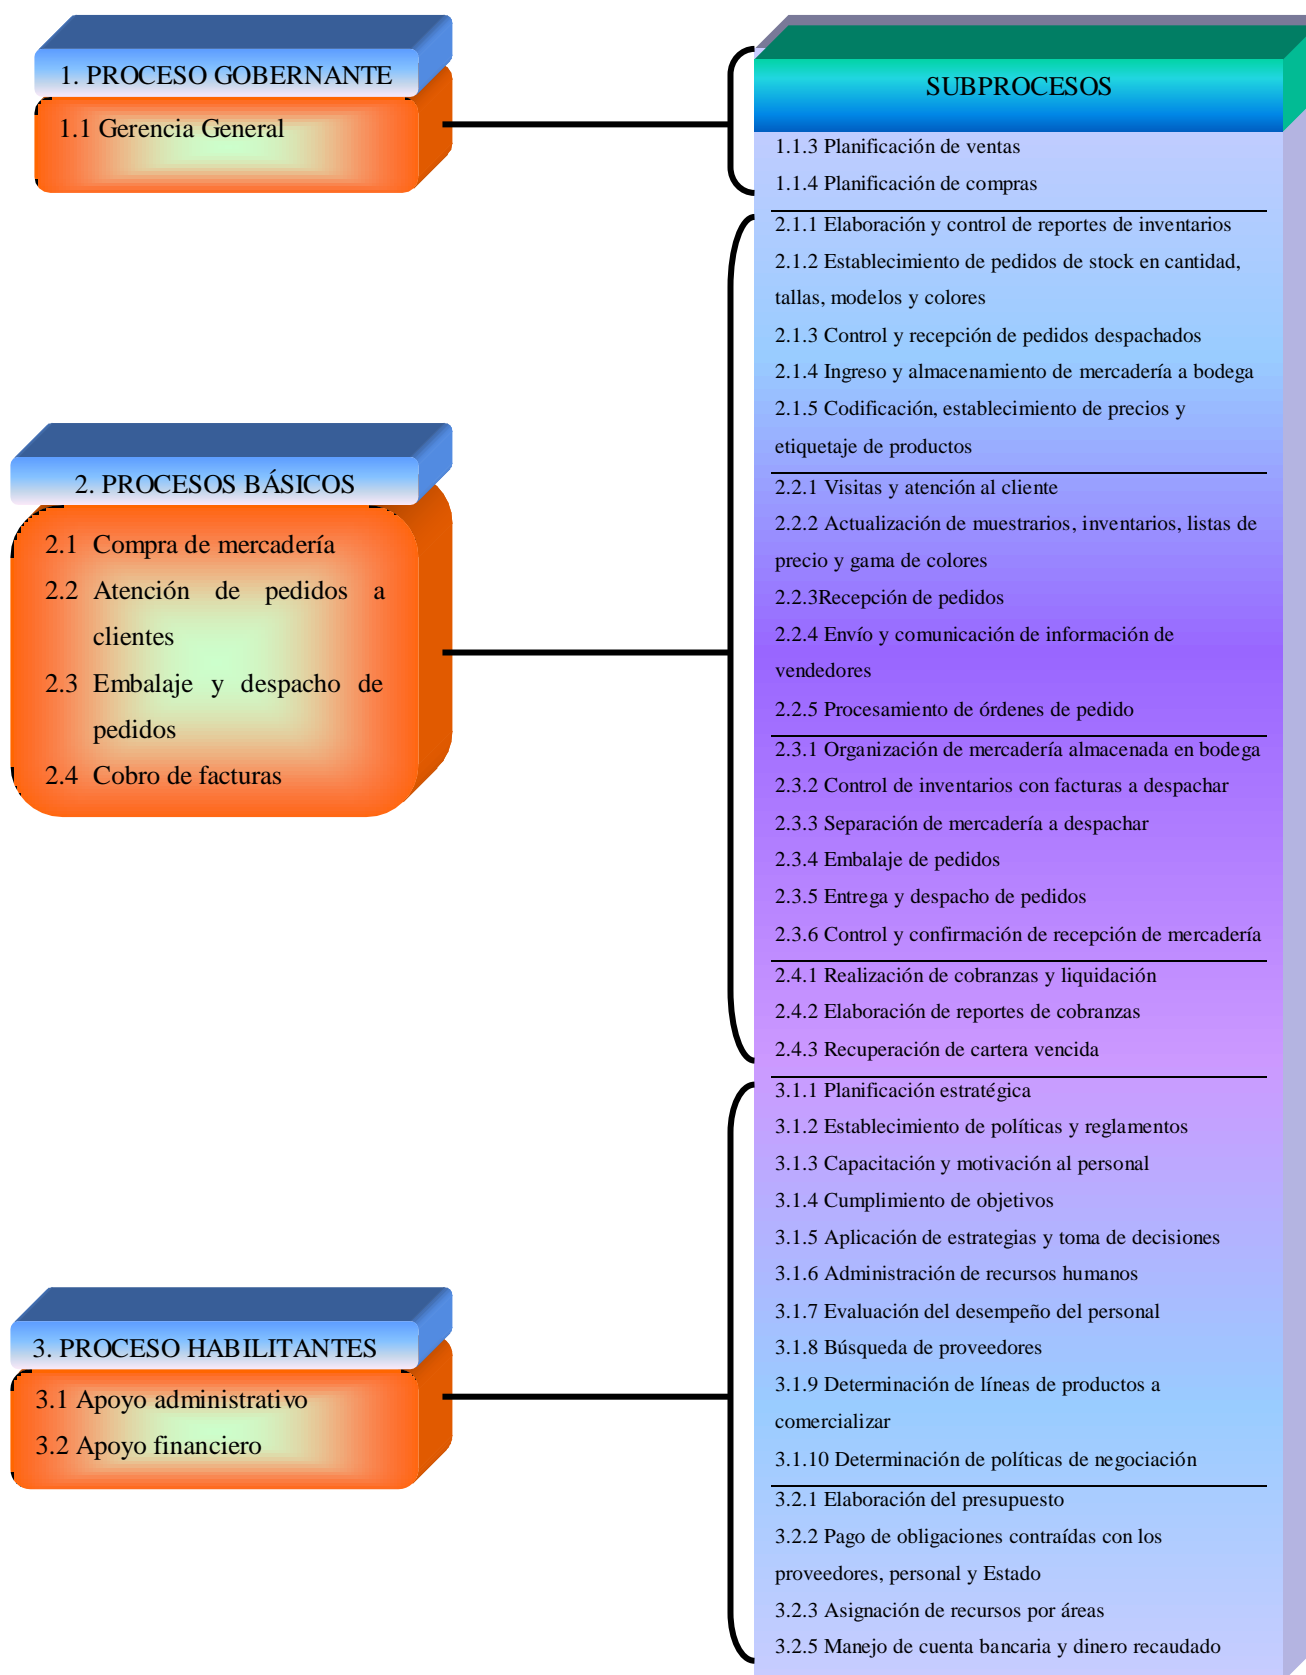 1. PROCESO GOBERNANTE
1.1 Gerencia General
2. PROCESOS BÁSICOS
2.1 Compra de mercadería
2.2 Atención de pedidos a
clientes
2.3 Embalaje y despacho de
pedidos
2.4 Cobro de facturas
3. PROCESO HABILITANTES
3.1 Apoyo administrativo
3.2 Apoyo financiero
SUBPROCESOS
1.1.3 Planificación de ventas
1.1.4 Planificación de compras
2.1.1 Elaboración y control de reportes de inventarios
2.1.2 Establecimiento de pedidos de stock en cantidad,
tallas, modelos y colores
2.1.3 Control y recepción de pedidos despachados
2.1.4 Ingreso y almacenamiento de mercadería a bodega
2.1.5 Codificación, establecimiento de precios y
etiquetaje de productos
2.2.1 Visitas y atención al cliente
2.2.2 Actualización de muestrarios, inventarios, listas de
precio y gama de colores
2.2.3Recepción de pedidos
2.2.4 Envío y comunicación de información de
vendedores
2.2.5 Procesamiento de órdenes de pedido
2.3.1 Organización de mercadería almacenada en bodega
2.3.2 Control de inventarios con facturas a despachar
2.3.3 Separación de mercadería a despachar
2.3.4 Embalaje de pedidos
2.3.5 Entrega y despacho de pedidos
2.3.6 Control y confirmación de recepción de mercadería
2.4.1 Realización de cobranzas y liquidación
2.4.2 Elaboración de reportes de cobranzas
2.4.3 Recuperación de cartera vencida
3.1.1 Planificación estratégica
3.1.2 Establecimiento de políticas y reglamentos
3.1.3 Capacitación y motivación al personal
3.1.4 Cumplimiento de objetivos
3.1.5 Aplicación de estrategias y toma de decisiones
3.1.6 Administración de recursos humanos
3.1.7 Evaluación del desempeño del personal
3.1.8 Búsqueda de proveedores
3.1.9 Determinación de líneas de productos a
comercializar
3.1.10 Determinación de políticas de negociación
3.2.1 Elaboración del presupuesto
3.2.2 Pago de obligaciones contraídas con los
proveedores, personal y Estado
3.2.3 Asignación de recursos por áreas
3.2.5 Manejo de cuenta bancaria y dinero recaudado